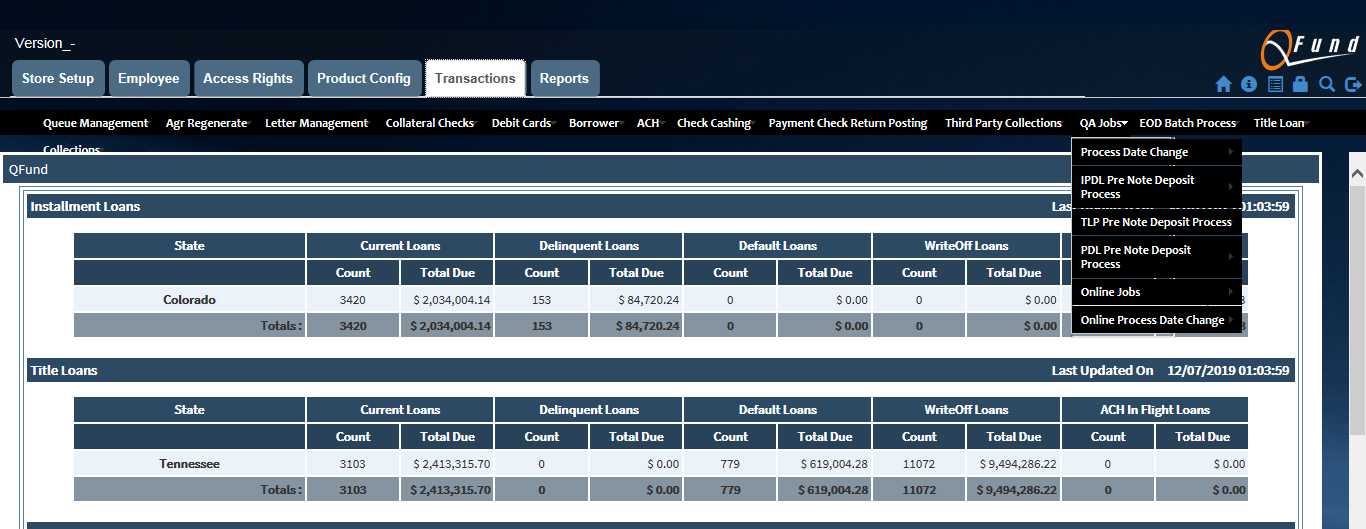 Version_-
QFund
Store Setup Employee Access Rights Product Config Transactions Reports
Queue Management Agr Regenerate Letter Management Collateral Checks Debit Cards Borrower ACH Check Cashing Payment Check Return Posting Third Party Collections QA Jobs EOD Batch Process Title Loan
Collections
Process Date Change
IPDL Pre Note Deposit
Process
TLP Pre Note Deposit Process
PDL Pre Note Deposit
Process
Online Jobs
Online Process Date Change
QFund
Installment Loans 01:03:59
State Current Loans Delinquent Loans Default Loans WriteOff Loans
Count Total Due Count Total Due Count Total Due Count Total Due
Colorado 3420 $ 2,034,004.14 153 $ 84,720.24 0 $ 0.00 0 $ 0.00
Totals : 3420 $ 2,034,004.14 153 $ 84,720.24 0 $ 0.00 0 $ 0.00
Title Loans Last Updated On 12/07/2019 01:03:59
State Current Loans Delinquent Loans Default Loans WriteOff Loans ACH In Flight Loans
Count Total Due Count Total Due Count Total Due Count Total Due Count Total Due
Tennessee 3103 $ 2,413,315.70 0 $ 0.00 779 $ 619,004.28 11072 $ 9,494,286.22 0 $ 0.00
Totals : 3103 $ 2,413,315.70 0 $ 0.00 779 $ 619,004.28 11072 $ 9,494,286.22 0 $ 0.00